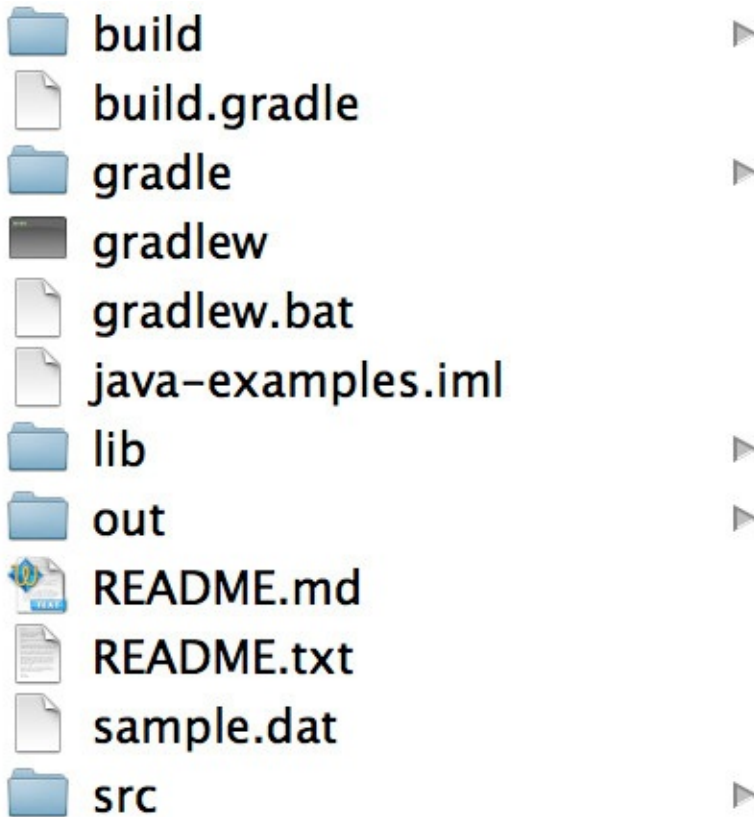 build
build.gradle
gradle
gradlew
gradlew.bat
java-examples.iml
lib
out
README.md
README.txt
sample.dat
src